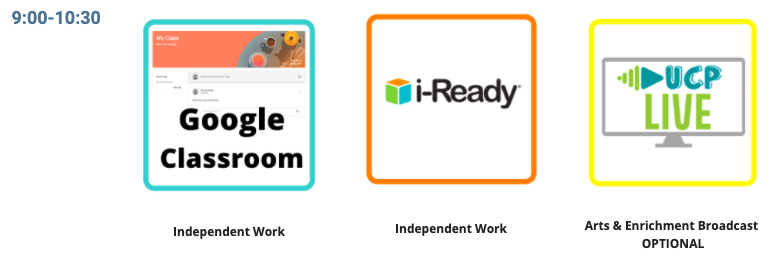 9:00-10:30
My Class
Google
Classroom
i-Ready
UCP
LIVE
Independent Work
Independent Work
Arts & Enrichment Broadcast
OPTIONAL